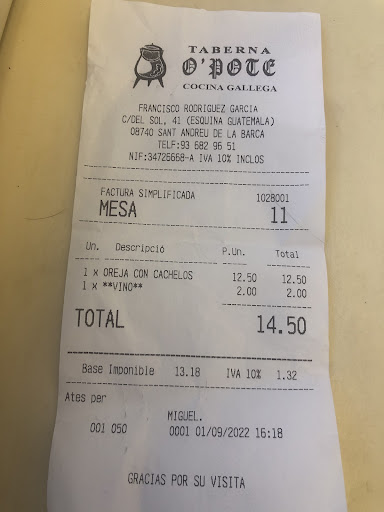 TABERNA
O'POTE
COCINA GALLEGA
FRANCISCO RODRIGUEZ GARCIA
C/DEL SOL, 41 (ESQUINA GUATEMALA)
08740 SANT ANDREU DE LA BARCA
TELF:93 682 96 51
NIF:34726668-A IVA 10% INCLOS
FACTURA SIMPLIFICADA 1028001
MESA 11
Un. Descripció P.Un. Total
1 x OREJA CON CACHELOS 12.50 12.50
1 x **VINO** 2.00 2.00
TOTAL 14.50
Base Imponible 13.18 IVA 10% 1.32
Ates per
MIGUEL.
001 050 0001 01/09/2022 16:18
GRACIAS POR SU VISITA